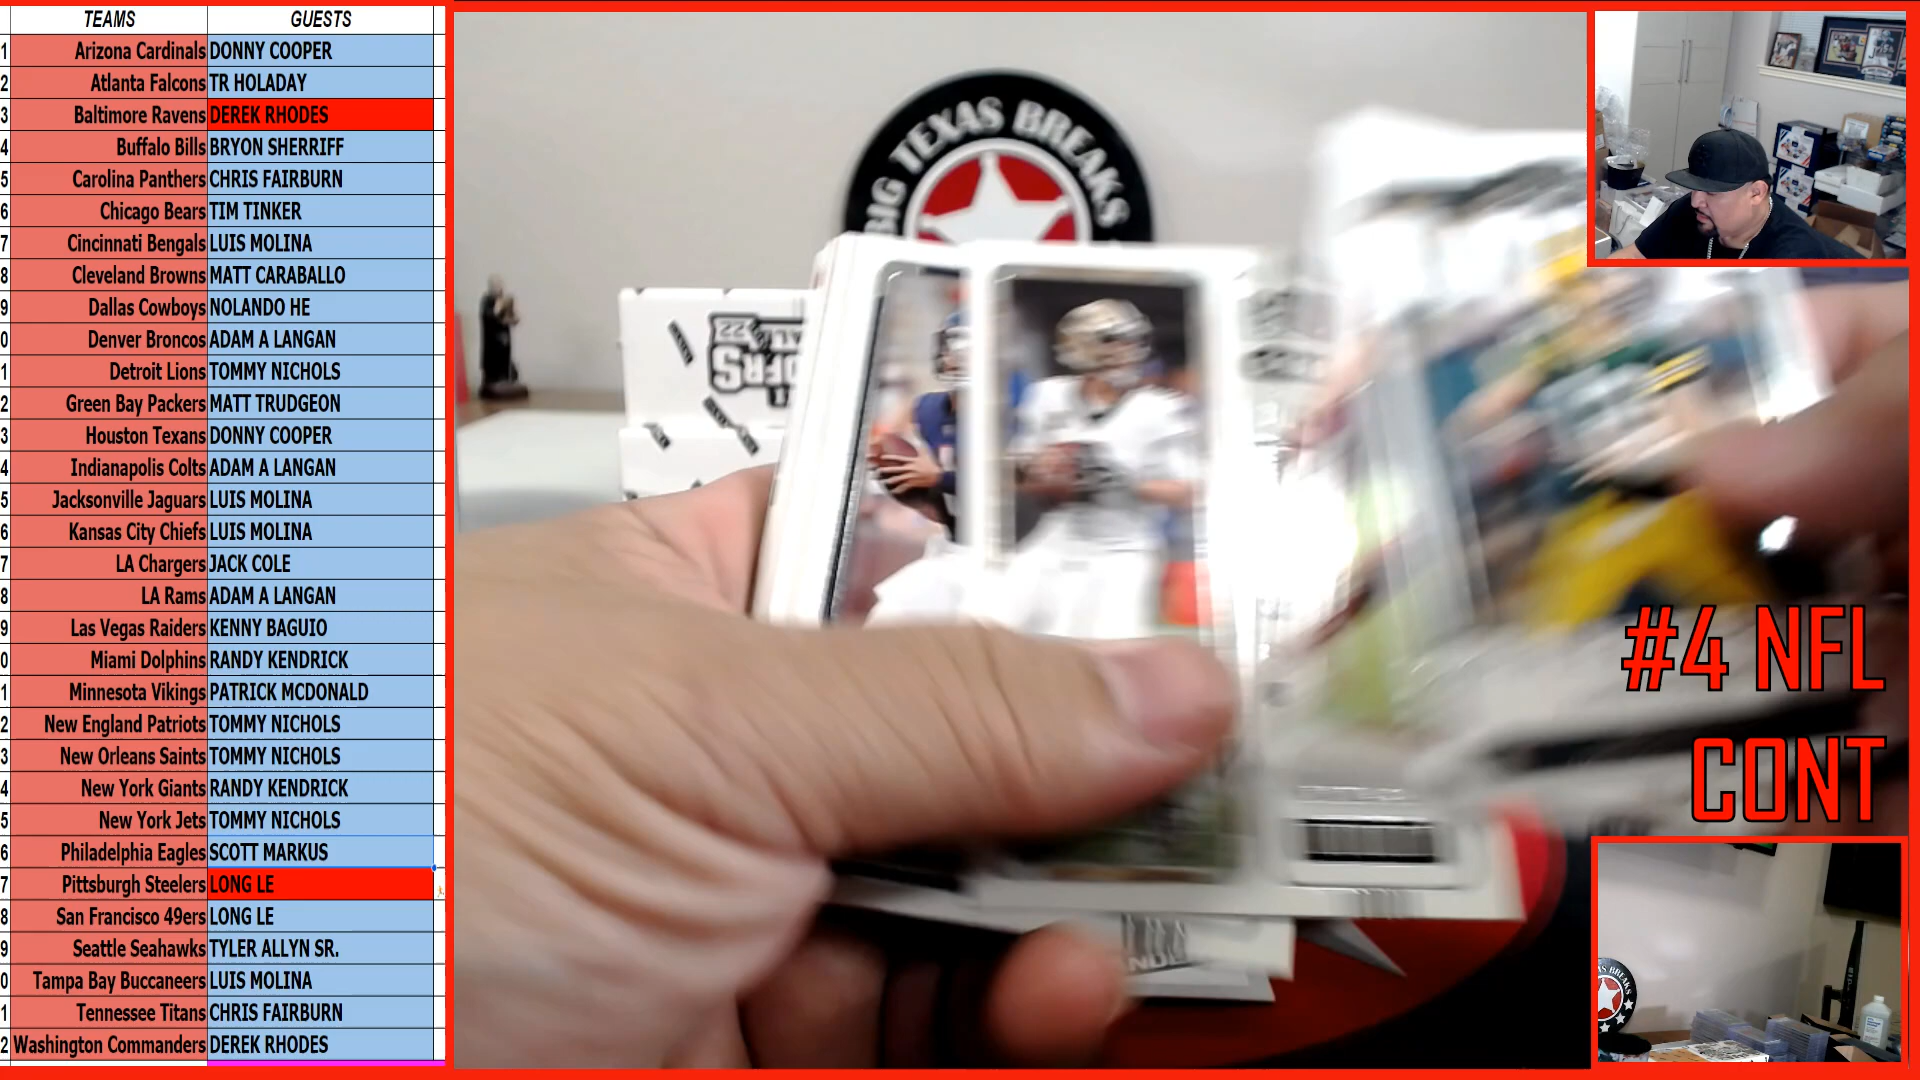 TEAMS GUESTS
1 Arizona Cardinals DONNY COOPER
2 Atlanta Falcons TR HOLADAY
3 Baltimore Ravens DEREK RHODES
4 Buffalo Bills BRYON SHERRIFF
5 Carolina Panthers CHRIS FAIRBURN
6 Chicago Bears TIM TINKER
7 Cincinnati Bengals LUIS MOLINA
8 Cleveland Browns MATT CARABALLO
9 Dallas Cowboys NOLANDO HE
0 Denver Broncos ADAM A LANGAN
1 Detroit Lions TOMMY NICHOLS
2 Green Bay Packers MATT TRUDGEON
3 Houston Texans DONNY COOPER
4 Indianapolis Colts ADAM A LANGAN
5 Jacksonville Jaguars LUIS MOLINA
6 Kansas City Chiefs LUIS MOLINA
7 LA Chargers JACK COLE
8 LA Rams ADAM A LANGAN
9 Las Vegas Raiders KENNY BAGUIO
0 Miami Dolphins RANDY KENDRICK
1 Minnesota Vikings PATRICK MCDONALD
2 New England Patriots TOMMY NICHOLS
3 New Orleans Saints TOMMY NICHOLS
4 New York Giants RANDY KENDRICK
5 New York Jets TOMMY NICHOLS
6 Philadelphia Eagles SCOTT MARKUS
7 Pittsburgh Steelers LONG LE
8 San Francisco 49ers LONG LE
9 Seattle Seahawks TYLER ALLYN SR.
0 Tampa Bay Buccaneers LUIS MOLINA
1 Tennessee Titans CHRIS FAIRBURN
2 Washington Commanders DEREK RHODES
BIG TEXAS BREAKS
22
#4 NFL
CONT
BREAKS